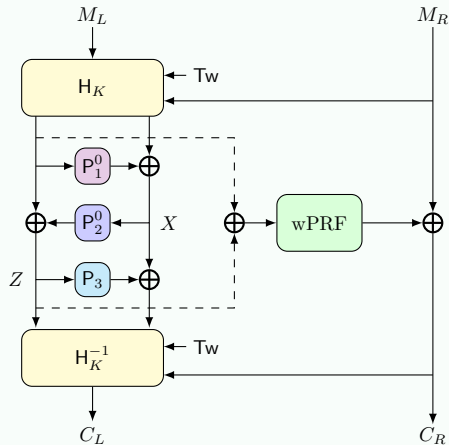 $M_L$ $M_R$
Tw
$H_K$
$P_1^0$
$P_2^0$ $X$ wPRF
$Z$ $P_3$
Tw
$H_K^{-1}$
$C_L$ $C_R$